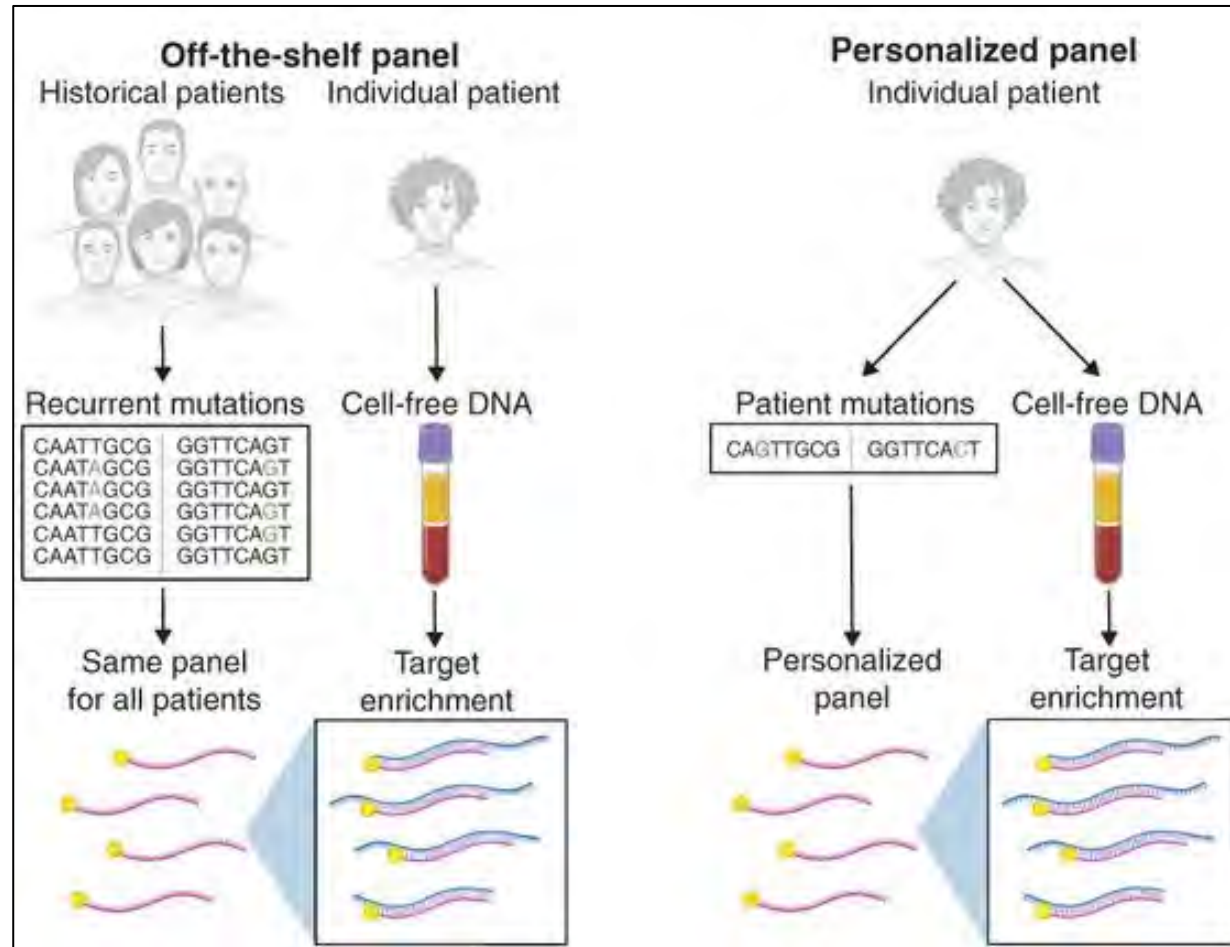 Off-the-shelf panel
Historical patients
Individual patient
Recurrent mutations
CAATTGCG GGTTCAGT
CAATAGCG GGTTCAGT
CAATAGCG GGTTCAGT
CAATAGCG GGTTCAGT
CAATTGCG GGTTCAGT
CAATTGCG GGTTCAGT
Same panel
for all patients
Cell-free DNA
Target
enrichment
Personalized panel
Individual patient
Patient mutations
CAGTTGCG GGTTCACT
Personalized
panel
Cell-free DNA
Target
enrichment